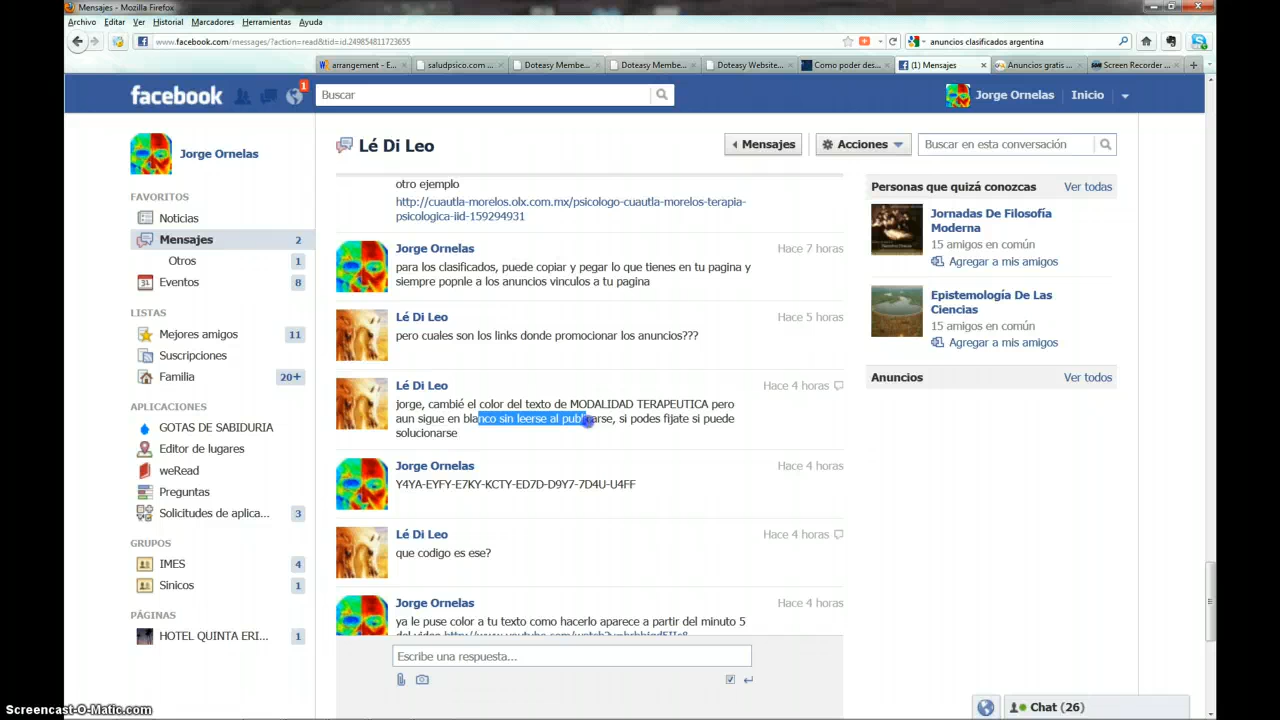 Mensajes - Mozilla Firefox
Archivo Editar Ver Historial Marcadores Herramientas Ayuda
www.facebook.com/messages/?action=read&tid=id.249854811723655
anuncios clasificados argentina
arrangement - E...
saludpsico.com ...
Doteasy Membe...
Doteasy Membe...
Doteasy Website...
Como poder des...
(1) Mensajes
Anuncios gratis ...
Screen Recorder ...
facebook
1
Buscar
Jorge Ornelas
Inicio
Jorge Ornelas
FAVORITOS
Noticias
Mensajes 2
Otros 1
Eventos 8
LISTAS
Mejores amigos 11
Suscripciones
Familia 20+
APLICACIONES
GOTAS DE SABIDURIA
Editor de lugares
weRead
Preguntas
Solicitudes de aplica... 3
GRUPOS
IMES 4
Sinicos 1
PÁGINAS
HOTEL QUINTA ERI... 1
Lé Di Leo
Mensajes
Acciones
Buscar en esta conversación
otro ejemplo
http://cuautla-morelos.olx.com.mx/psicologo-cuautla-morelos-terapia-
psicologica-iid-159294931
Jorge Ornelas Hace 7 horas
para los clasificados, puede copiar y pegar lo que tienes en tu pagina y
siempre popnle a los anuncios vinculos a tu pagina
Lé Di Leo Hace 5 horas
pero cuales son los links donde promocionar los anuncios???
Lé Di Leo Hace 4 horas
jorge, cambié el color del texto de MODALIDAD TERAPEUTICA pero
aun sigue en blanco sin leerse al publicarse, si podes fijate si puede
solucionarse
Jorge Ornelas Hace 4 horas
Y4YA-EYFY-E7KY-KCTY-ED7D-D9Y7-7D4U-U4FF
Lé Di Leo Hace 4 horas
que codigo es ese?
Jorge Ornelas Hace 4 horas
ya le puse color a tu texto como hacerlo aparece a partir del minuto 5
del video
Escribe una respuesta...
Personas que quizá conozcas Ver todas
Jornadas De Filosofía
Moderna
15 amigos en común
Agregar a mis amigos
Epistemología De Las
Ciencias
15 amigos en común
Agregar a mis amigos
Anuncios Ver todos
Chat (26)
Screencast-O-Matic.com